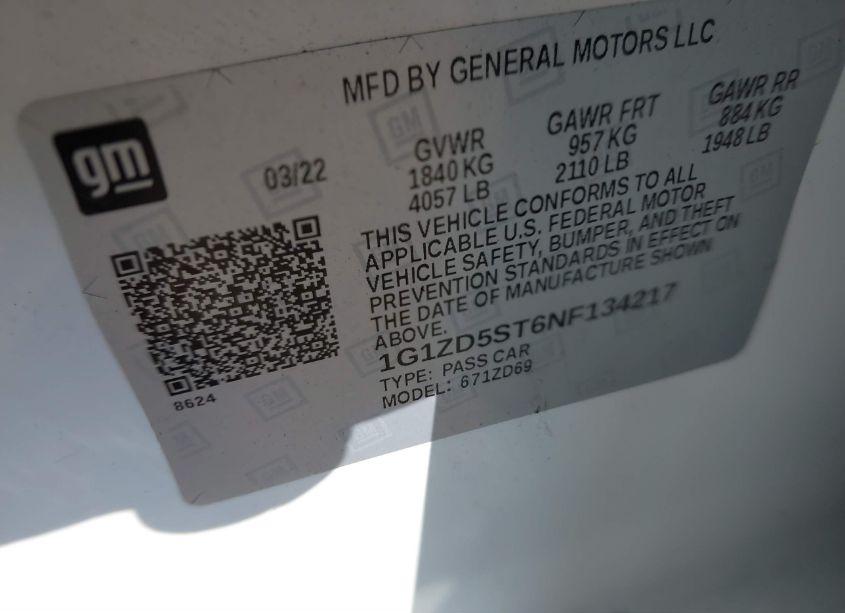 MFD BY GENERAL MOTORS LLC
gm
03/22
GVWR
1840 KG
4057 LB
GAWR FRT
957 KG
2110 LB
GAWR RR
884 KG
1948 LB
THIS VEHICLE CONFORMS TO ALL
APPLICABLE U.S. FEDERAL MOTOR
VEHICLE SAFETY, BUMPER, AND THEFT
PREVENTION STANDARDS IN EFFECT ON
THE DATE OF MANUFACTURE SHOWN
ABOVE.
1G1ZD5ST6NF134217
TYPE: PASS CAR
MODEL: 671ZD69
8624